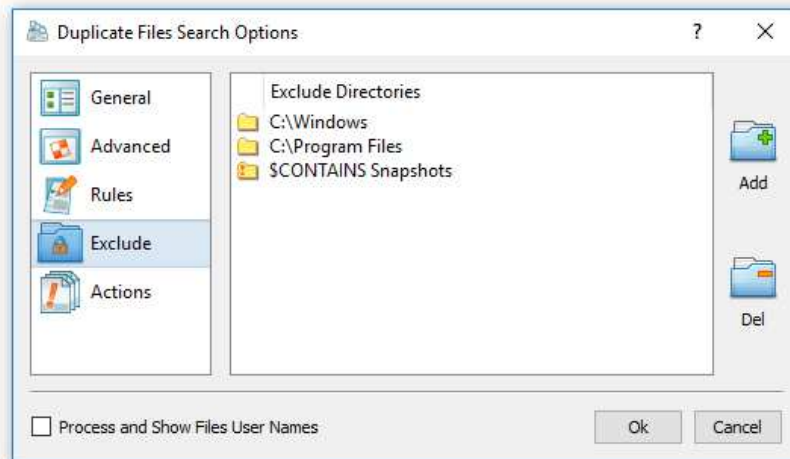 Duplicate Files Search Options
?
General
Advanced
Rules
Exclude
Actions
Exclude Directories
C:\Windows
C:\Program Files
$CONTAINS Snapshots
Add
Del
Process and Show Files User Names
Ok
Cancel